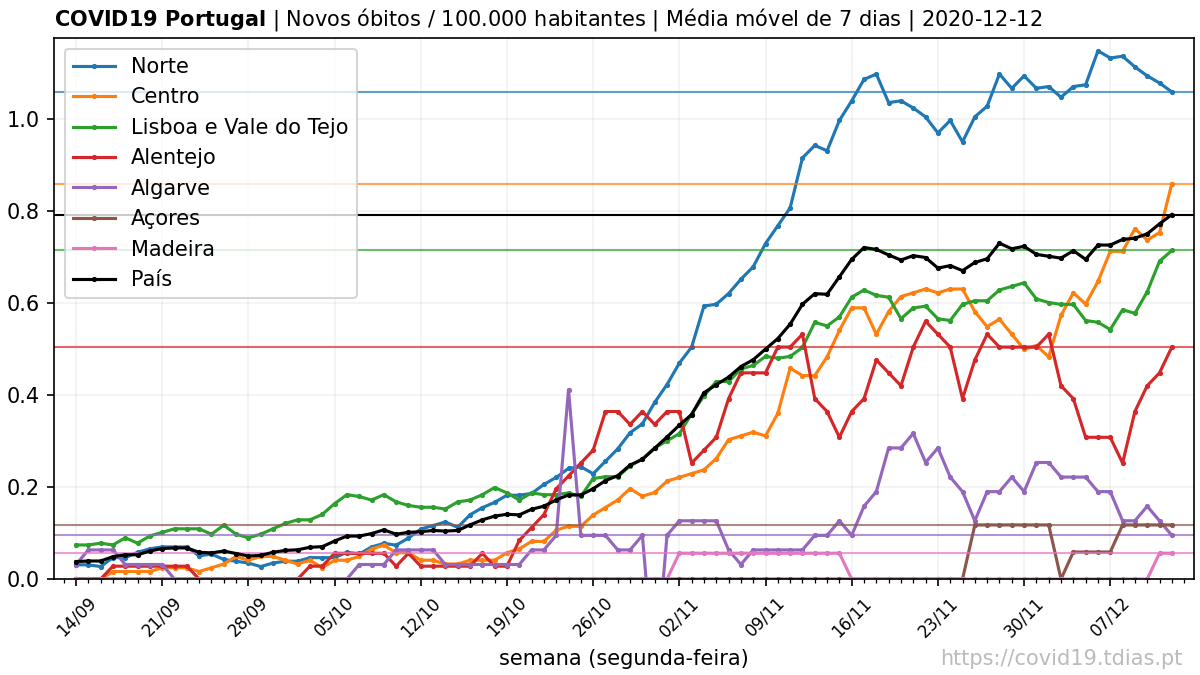 COVID19 Portugal | Novos óbitos / 100.000 habitantes | Média móvel de 7 dias | 2020-12-12
Norte
Centro
Lisboa e Vale do Tejo
Alentejo
Algarve
Açores
Madeira
País
1.0
0.8
0.6
0.4
0.2
0.0
14/09 21/09 28/09 05/10 12/10 19/10 26/10 02/11 09/11 16/11 23/11 30/11 07/12
semana (segunda-feira)
https://covid19.tdias.pt